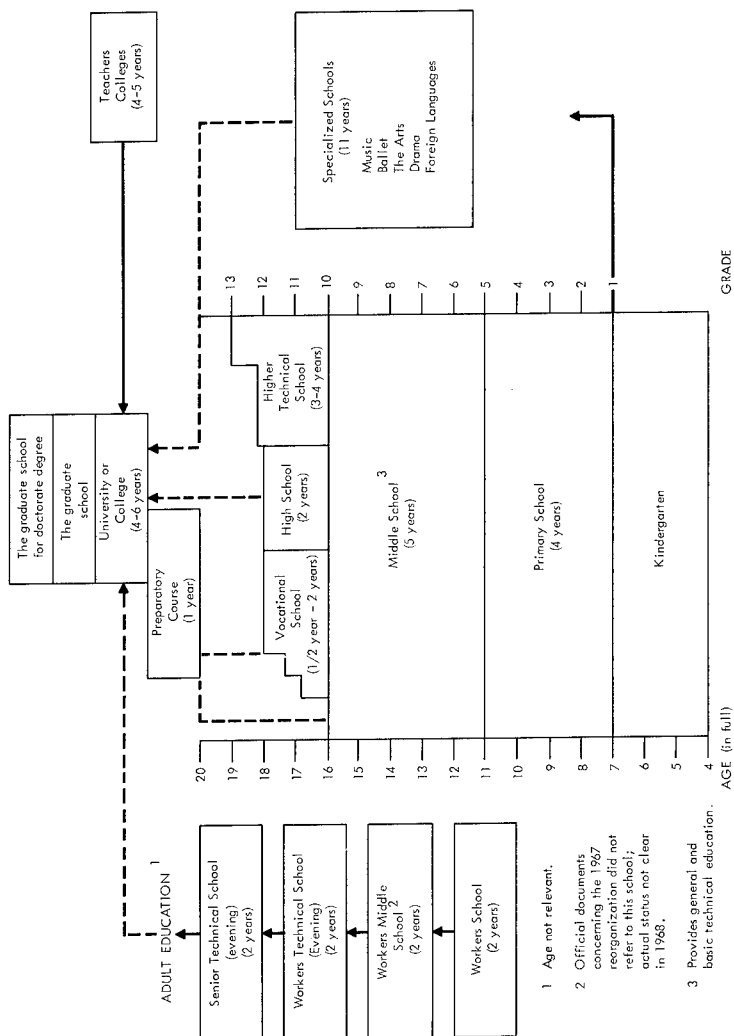 The graduate school
for doctorate degree
The graduate
school
University or
College
(4-6 years)
Teachers
Colleges
(4-5 years)
Preparatory
Course
(1 year)
ADULT EDUCATION 1
Senior Technical School
(evening)
(2 years)
Workers Technical School
(Evening)
(2 years)
Workers Middle
School 2
(2 years)
Workers School
(2 years)
20
19
18
17
16
15
14
13
12
11
10
9
8
7
6
5
4
AGE (in full)
Vocational
School
(1/2 year - 2 years)
High School
(2 years)
Higher
Technical
School
(3-4 years)
Middle School 3
(5 years)
Primary School
(4 years)
Kindergarten
13
12
11
10
9
8
7
6
5
4
3
2
1
GRADE
Specialized Schools
(11 years)
Music
Ballet
The Arts
Drama
Foreign Languages
1 Age not relevant.
2 Official documents
concerning the 1967
reorganization did not
refer to this school;
actual status not clear
in 1968.
3 Provides general and
basic technical education.